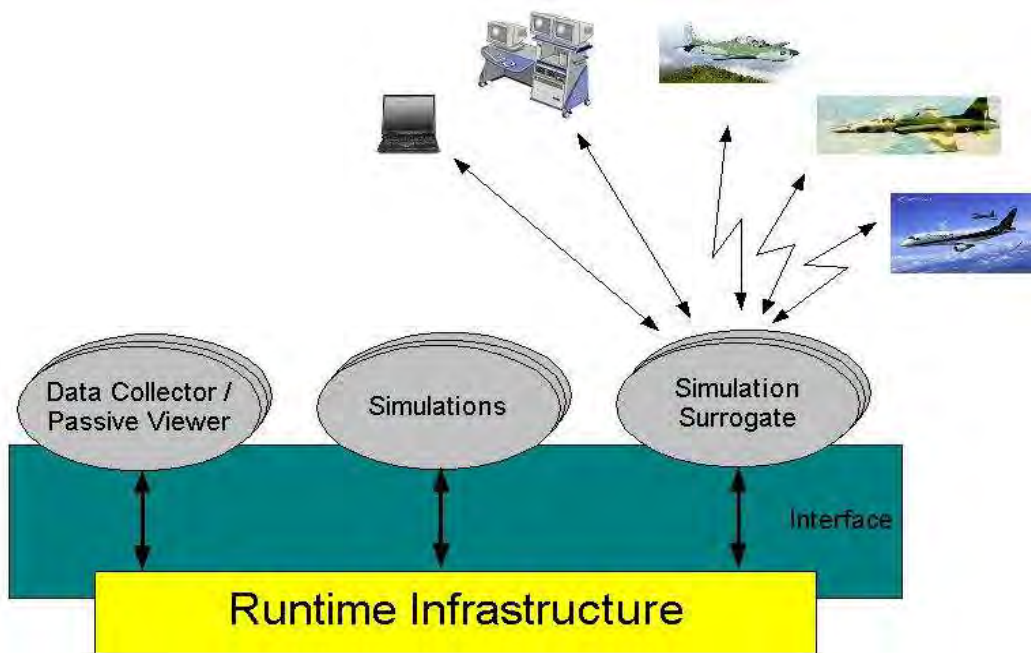 Data Collector /
Passive Viewer
Simulations
Simulation
Surrogate
Interface
Runtime Infrastructure